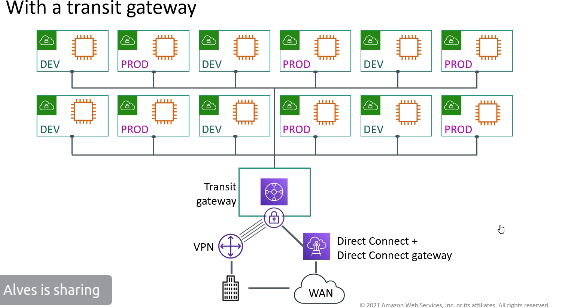 With a transit gateway
DEV PROD DEV PROD DEV PROD
DEV PROD DEV PROD DEV PROD
Transit
gateway
VPN
Direct Connect +
Direct Connect gateway
WAN
Alves is sharing
© 2021 Amazon Web Services, Inc. or its affiliates. All rights reserved.